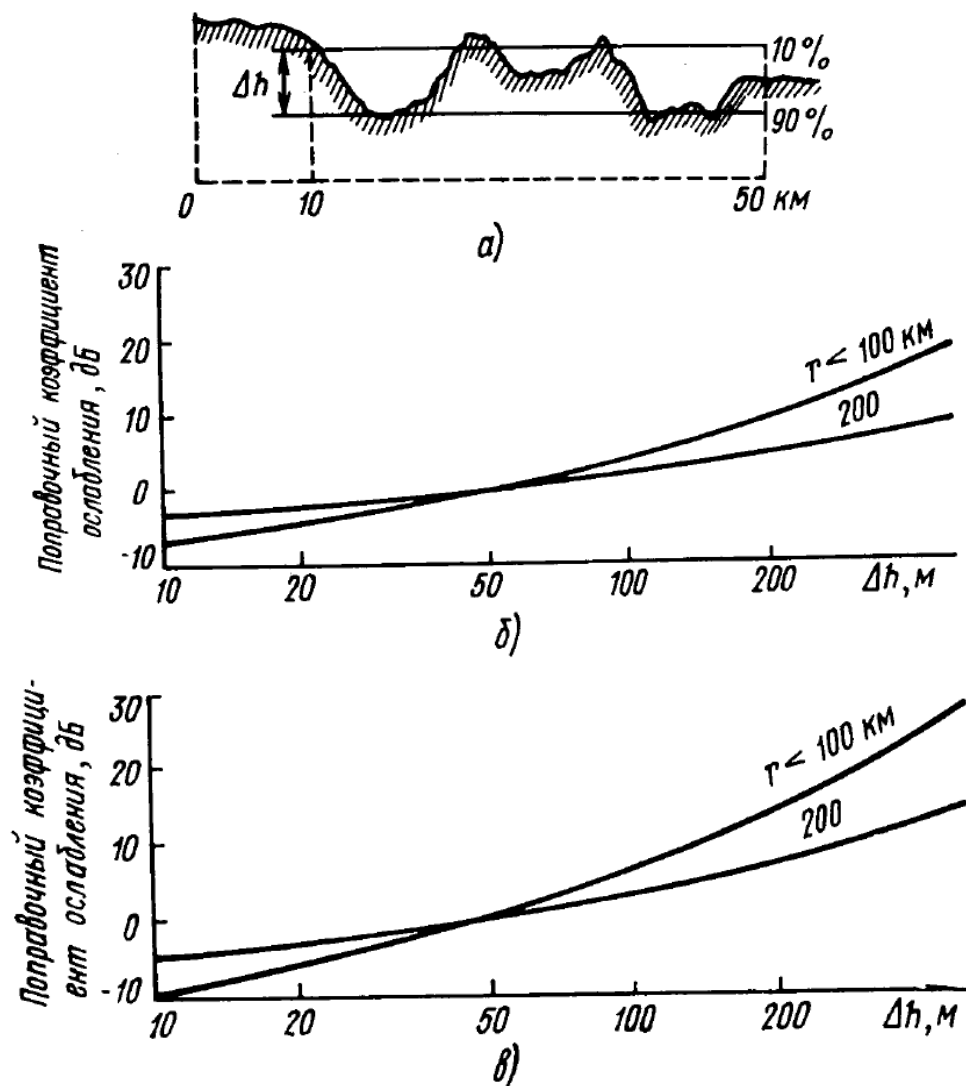 10%
Δh
90%
0
10
50 км
а)
Поправочный коэффициент
ослабления, дБ
30
20
10
0
-10
r < 100 км
200
10
20
50
100
200
Δh, м
б)
Поправочный коэффици-
ент ослабления, дБ
30
20
10
0
-10
r < 100 км
200
10
20
50
100
200
Δh, м
в)